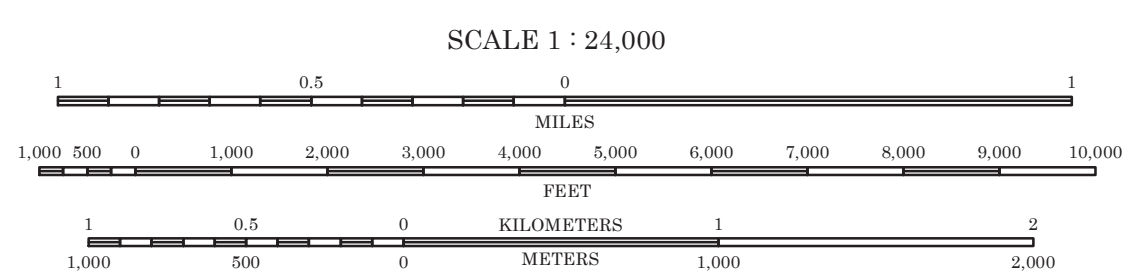 SCALE 1 : 24,000
1 0.5 0 1
MILES
1,000 500 0 1,000 2,000 3,000 4,000 5,000 6,000 7,000 8,000 9,000 10,000
FEET
1 0.5 0 KILOMETERS 1 2
1,000 500 0 METERS 1,000 2,000